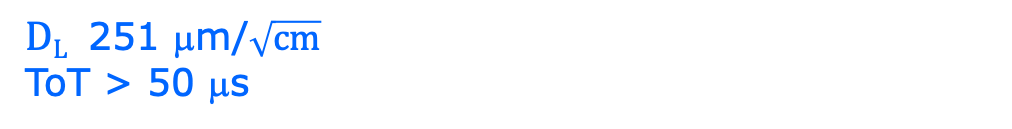 D_L 251 μm/√cm
ToT > 50 μs